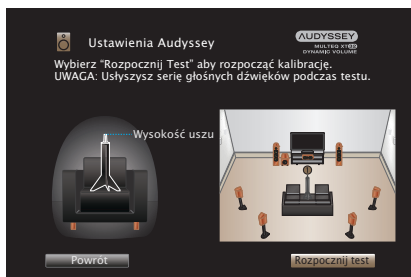 Ustawienia Audyssey
AUDYSSEY
MULTEQ XT32
DYNAMIC VOLUME
Wybierz "Rozpocznij Test" aby rozpocząć kalibrację.
UWAGA: Usłyszysz serię głośnych dźwięków podczas testu.
Wysokość uszu
Powrót
Rozpocznij test